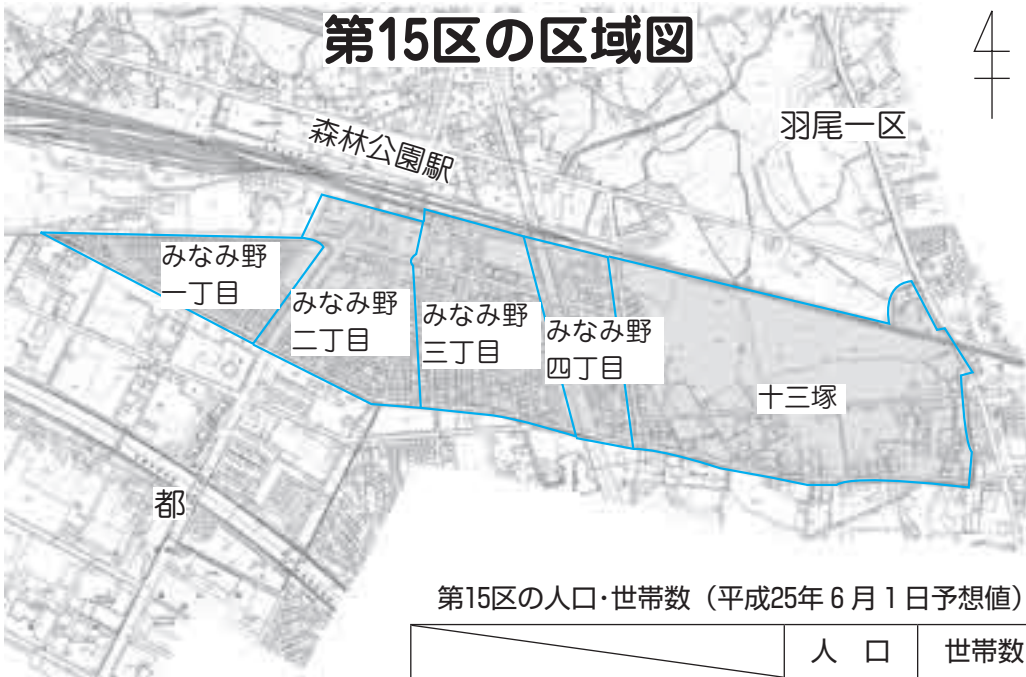 第15区の区域図
森林公園駅
羽尾一区
みなみ野
一丁目
みなみ野
二丁目
みなみ野
三丁目
みなみ野
四丁目
十三塚
都
第15区の人口・世帯数（平成25年6月1日予想値）
人　口
世帯数